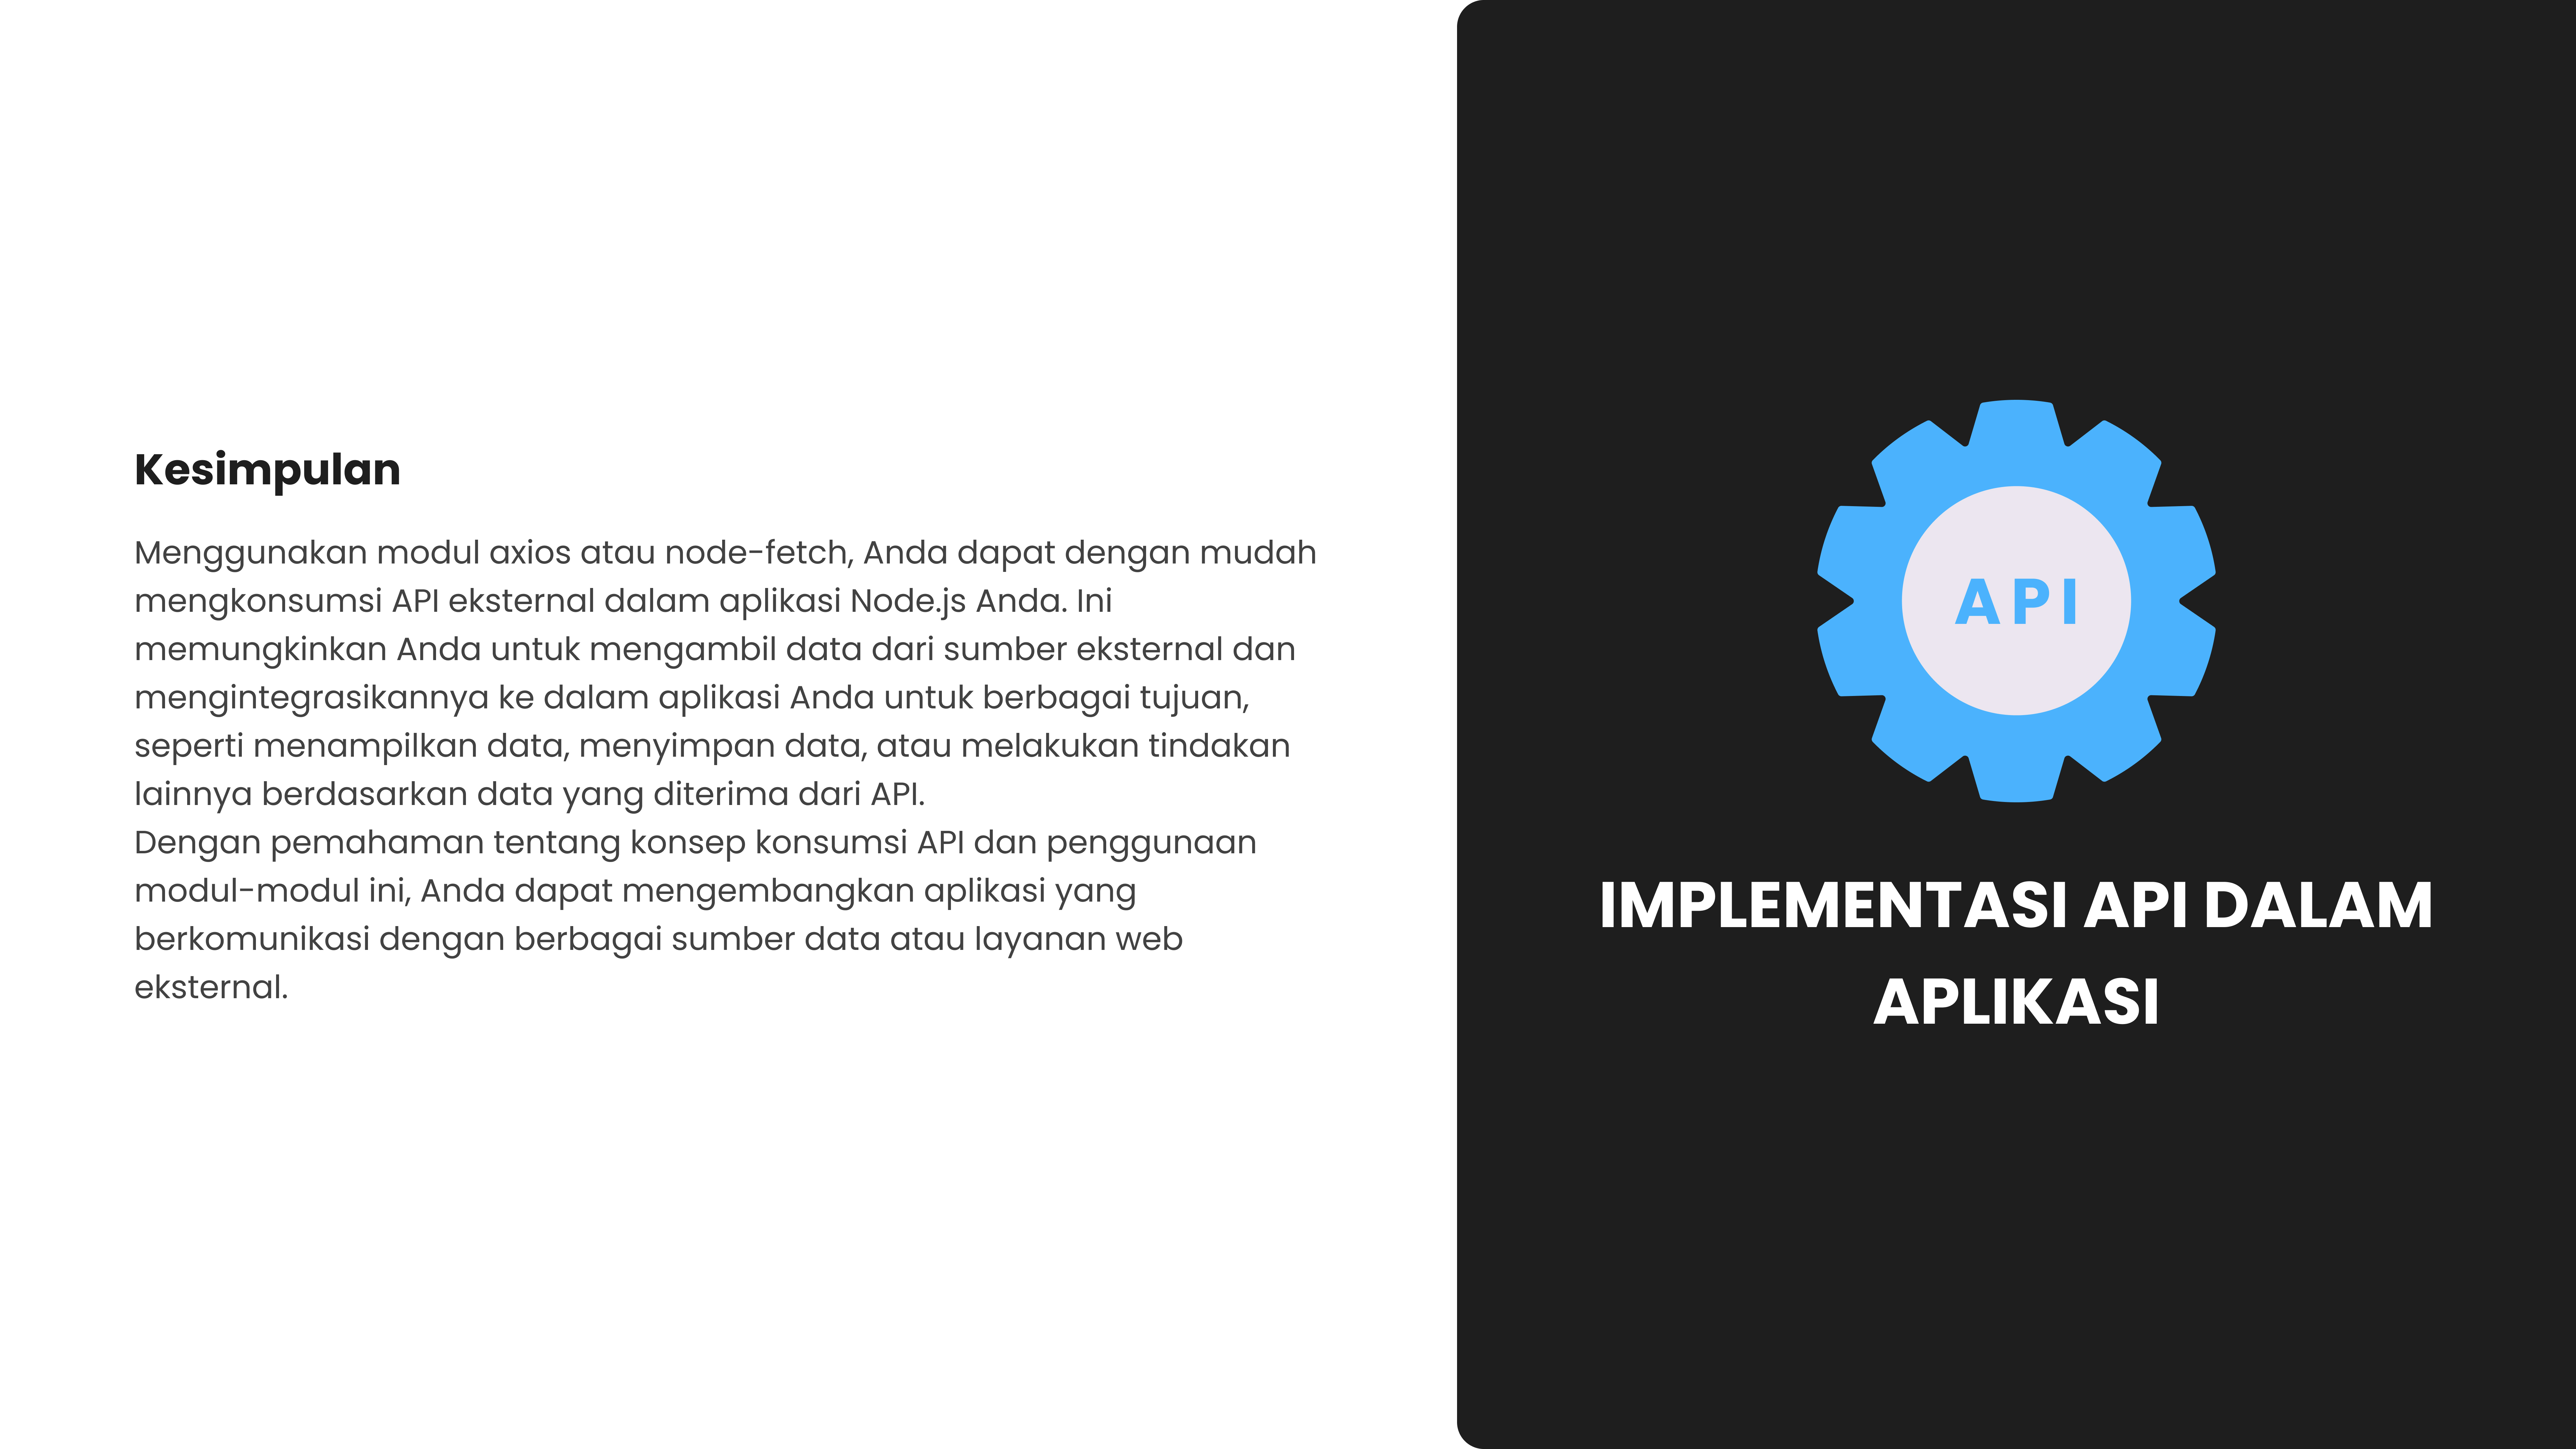 Kesimpulan
Menggunakan modul axios atau node-fetch, Anda dapat dengan mudah
mengkonsumsi API eksternal dalam aplikasi Node.js Anda. Ini
memungkinkan Anda untuk mengambil data dari sumber eksternal dan
mengintegrasikannya ke dalam aplikasi Anda untuk berbagai tujuan,
seperti menampilkan data, menyimpan data, atau melakukan tindakan
lainnya berdasarkan data yang diterima dari API.
Dengan pemahaman tentang konsep konsumsi API dan penggunaan
modul-modul ini, Anda dapat mengembangkan aplikasi yang
berkomunikasi dengan berbagai sumber data atau layanan web
eksternal.
API
IMPLEMENTASI API DALAM
APLIKASI